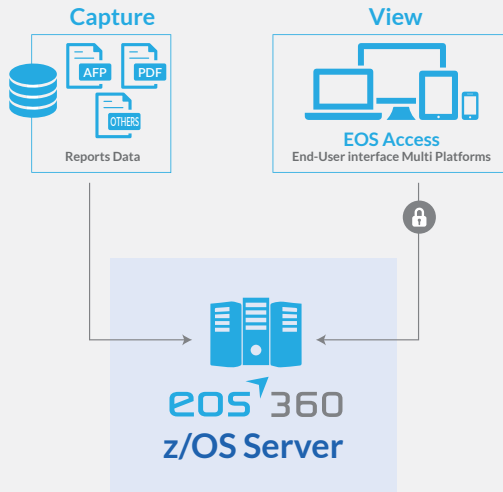 Capture
AFP
PDF
OTHERS
Reports Data
View
EOS Access
End-User interface Multi Platforms
eos 360
z/OS Server